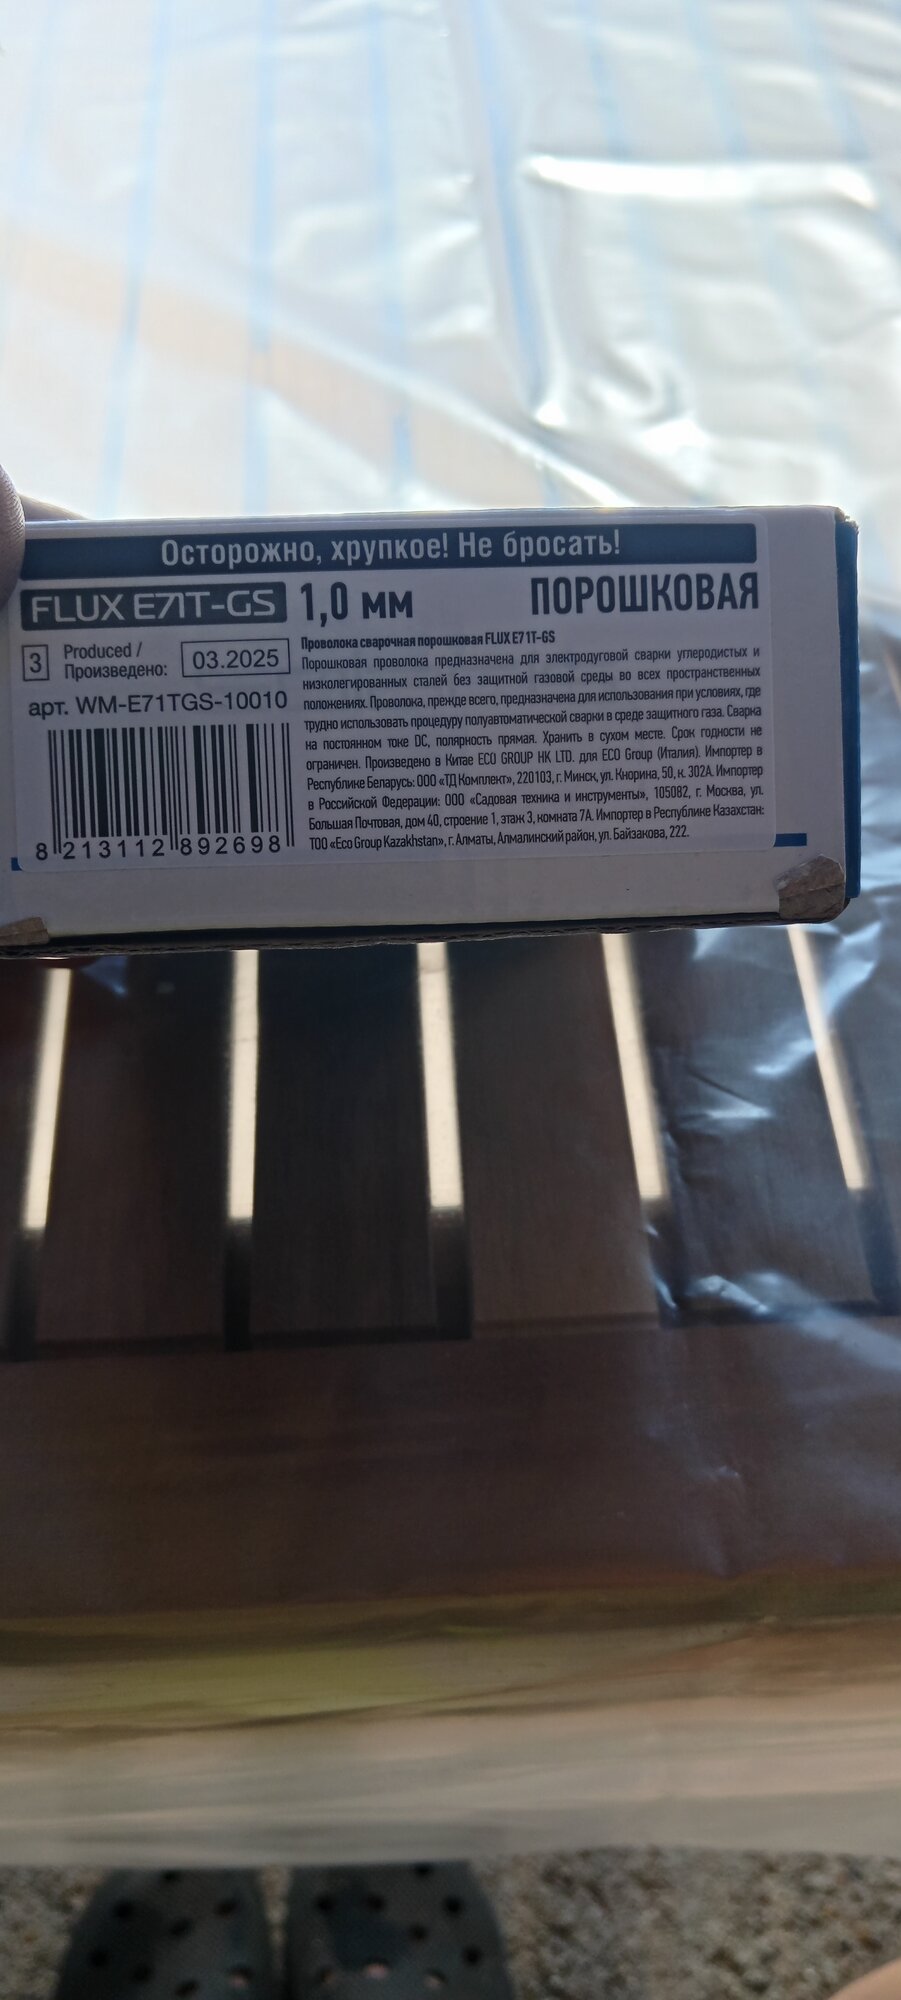 Осторожно, хрупкое! Не бросать!
FLUX E71T-GS 1,0 мм ПОРОШКОВАЯ
3 Produced / Произведено: 03.2025
арт. WM-E71TGS-10010
8 213112 892698
Проволока сварочная порошковая FLUX E71T-GS
Порошковая проволока предназначена для электродуговой сварки углеродистых и
низколегированных сталей без защитной газовой среды во всех пространственных
положениях. Проволока, прежде всего, предназначена для использования при условиях, где
трудно использовать процедуру полуавтоматической сварки в среде защитного газа. Сварка
на постоянном токе DC, полярность прямая. Хранить в сухом месте. Срок годности не
ограничен. Произведено в Китае ECO GROUP HK LTD. для ECO Group (Италия). Импортер в
Республике Беларусь: ООО «ТД Комплект», 220103, г. Минск, ул. Кнорина, 50, к. 302А. Импортер
в Российской Федерации: ООО «Садовая техника и инструменты», 105082, г. Москва, ул.
Большая Почтовая, дом 40, строение 1, этаж 3, комната 7А. Импортер в Республике Казахстан:
ТОО «Eco Group Kazakhstan», г. Алматы, Алмалинский район, ул. Байзакова, 222.